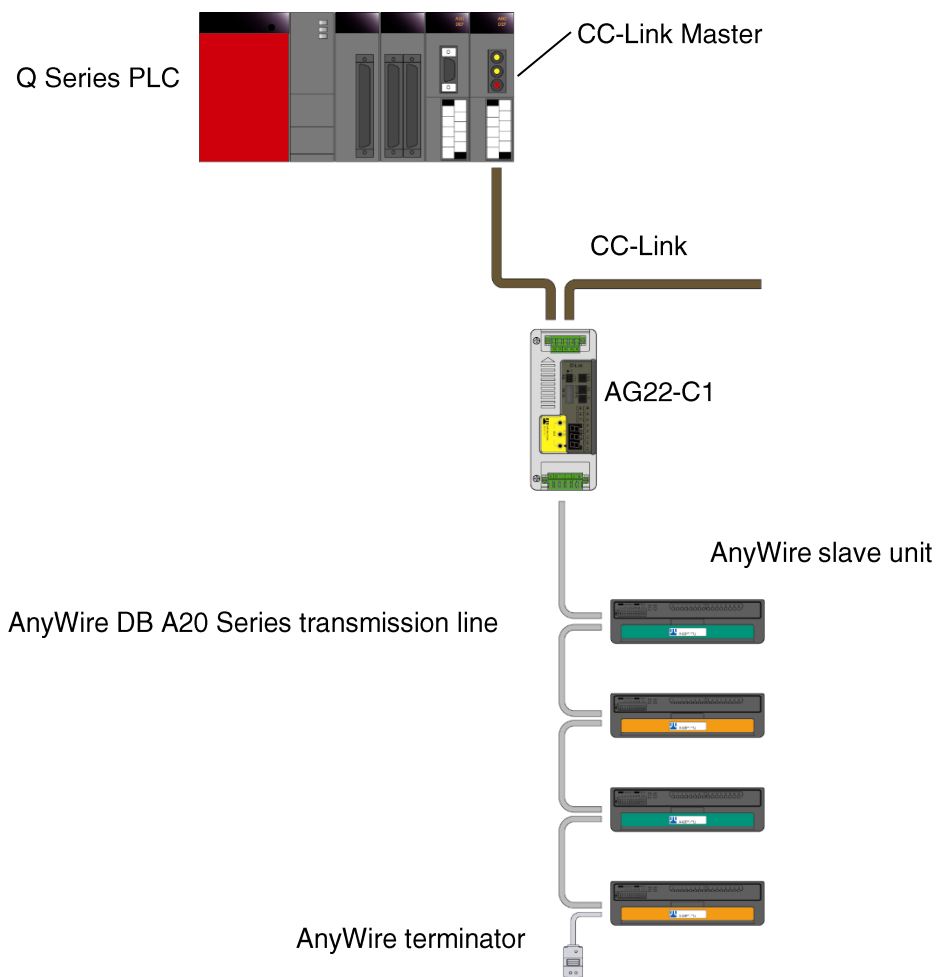 CC-Link Master
Q Series PLC
CC-Link
AG22-C1
AnyWire slave unit
AnyWire DB A20 Series transmission line
AnyWire terminator